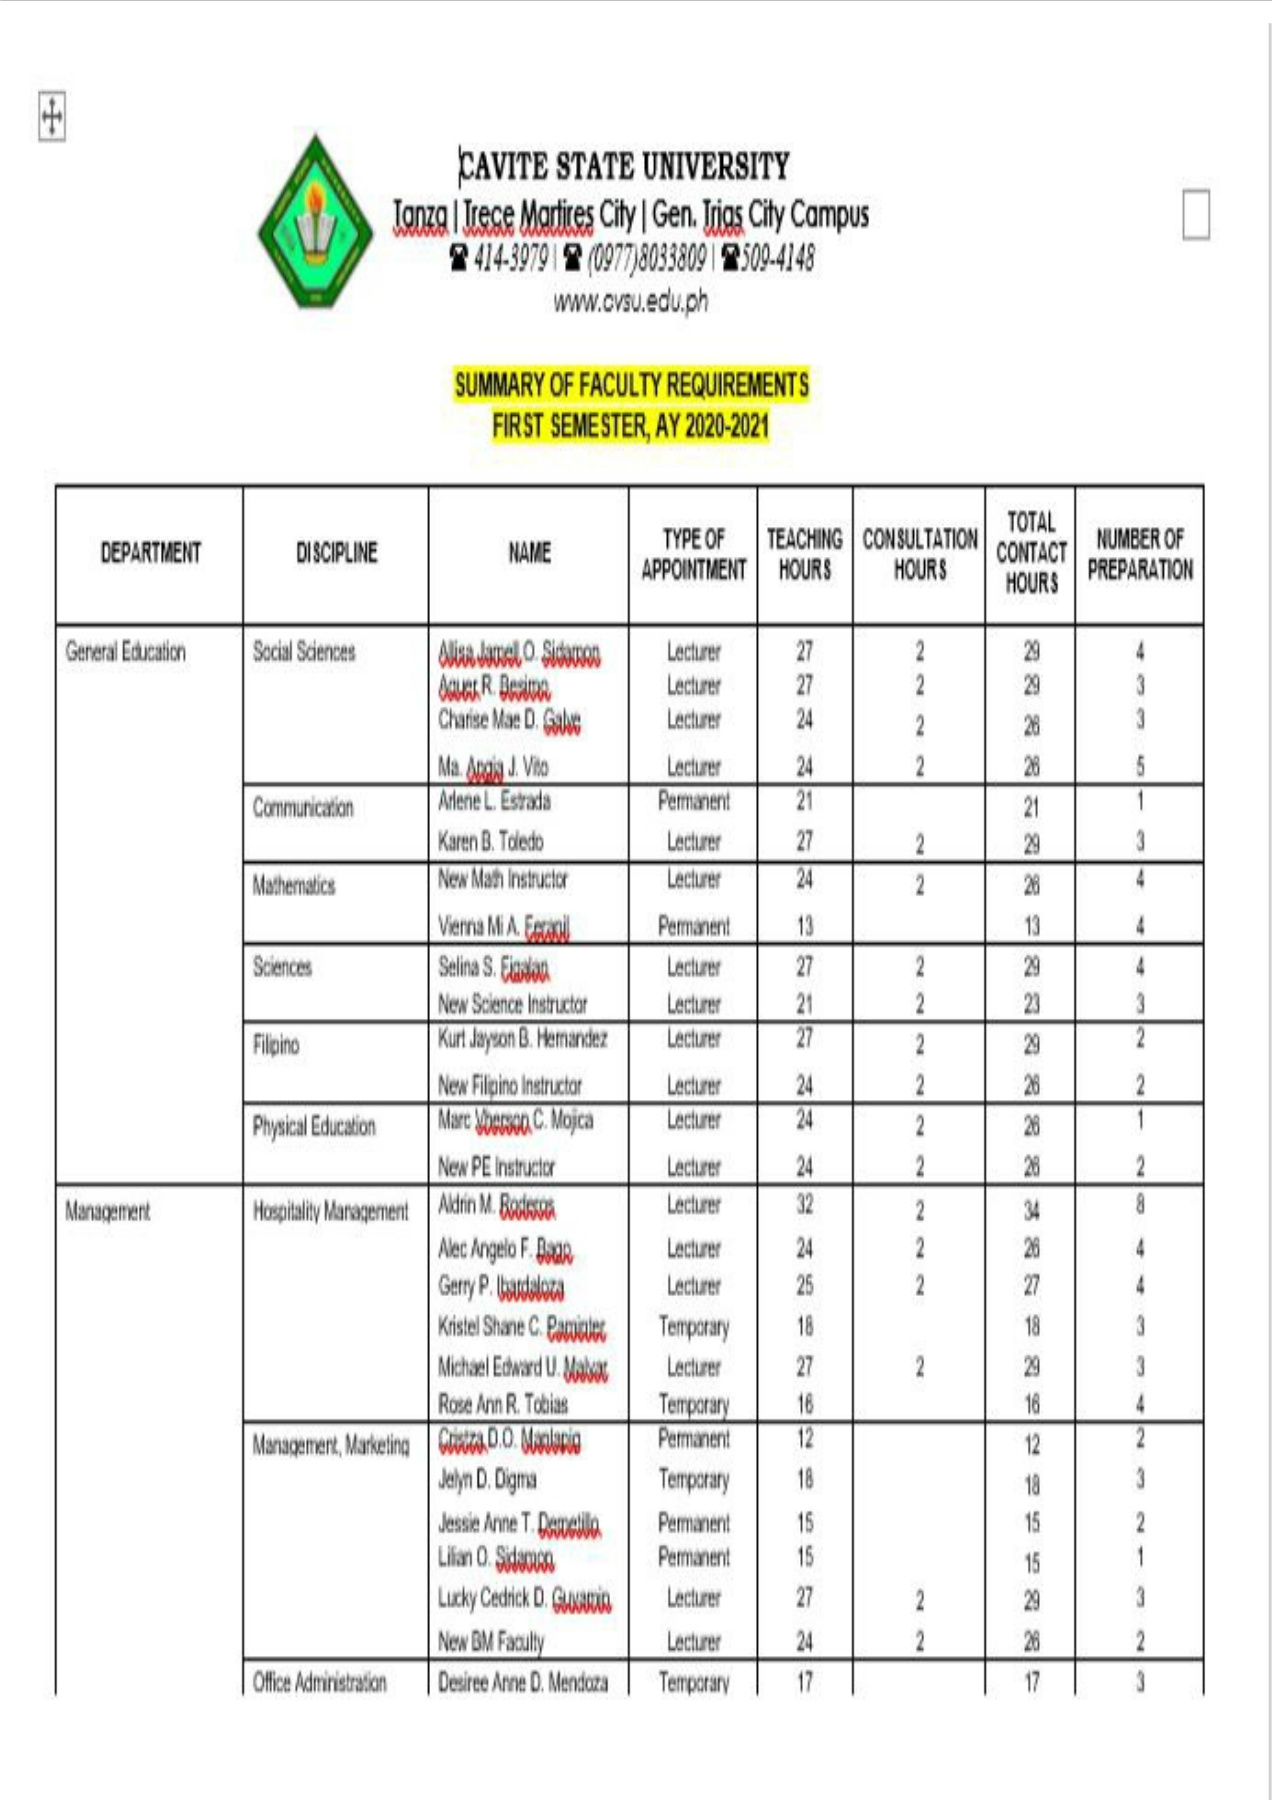 CAVITE STATE UNIVERSITY
Tanza | Trece Martires City | Gen. Trias City Campus
☎ 414-3979 | ☎ (0977)8033809 | ☎509-4148
www.cvsu.edu.ph
SUMMARY OF FACULTY REQUIREMENTS
FIRST SEMESTER, AY 2020-2021
DEPARTMENT DISCIPLINE NAME TYPE OF APPOINTMENT TEACHING HOURS CONSULTATION HOURS TOTAL CONTACT HOURS NUMBER OF PREPARATION
General Education Social Sciences Allisa Jamell O. Sidamon Lecturer 27 2 29 4
Aquer R. Besimo Lecturer 27 2 29 3
Charise Mae D. Galve Lecturer 24 2 26 3
Ma. Angia J. Vito Lecturer 24 2 26 5
Communication Arlene L. Estrada Permanent 21 21 1
Karen B. Toledo Lecturer 27 2 29 3
Mathematics New Math Instructor Lecturer 24 2 26 4
Vienna Mi A. Feranil Permanent 13 13 4
Sciences Selina S. Figalan Lecturer 27 2 29 4
New Science Instructor Lecturer 21 2 23 3
Filipino Kurt Jayson B. Hernandez Lecturer 27 2 29 2
New Filipino Instructor Lecturer 24 2 26 2
Physical Education Marc Vherson C. Mojica Lecturer 24 2 26 1
New PE Instructor Lecturer 24 2 26 2
Management Hospitality Management Aldrin M. Roderos Lecturer 32 2 34 8
Alec Angelo F. Bago Lecturer 24 2 26 4
Gerry P. Ibardaloza Lecturer 25 2 27 4
Kristel Shane C. Paminter Temporary 18 18 3
Michael Edward U. Malvar Lecturer 27 2 29 3
Rose Ann R. Tobias Temporary 16 16 4
Management, Marketing Cristza D.O. Manlapig Permanent 12 12 2
Jelyn D. Digma Temporary 18 18 3
Jessie Anne T. Demetillo Permanent 15 15 2
Lilian O. Sidamon Permanent 15 15 1
Lucky Cedrick D. Guyamin Lecturer 27 2 29 3
New BM Faculty Lecturer 24 2 26 2
Office Administration Desiree Anne D. Mendoza Temporary 17 17 3